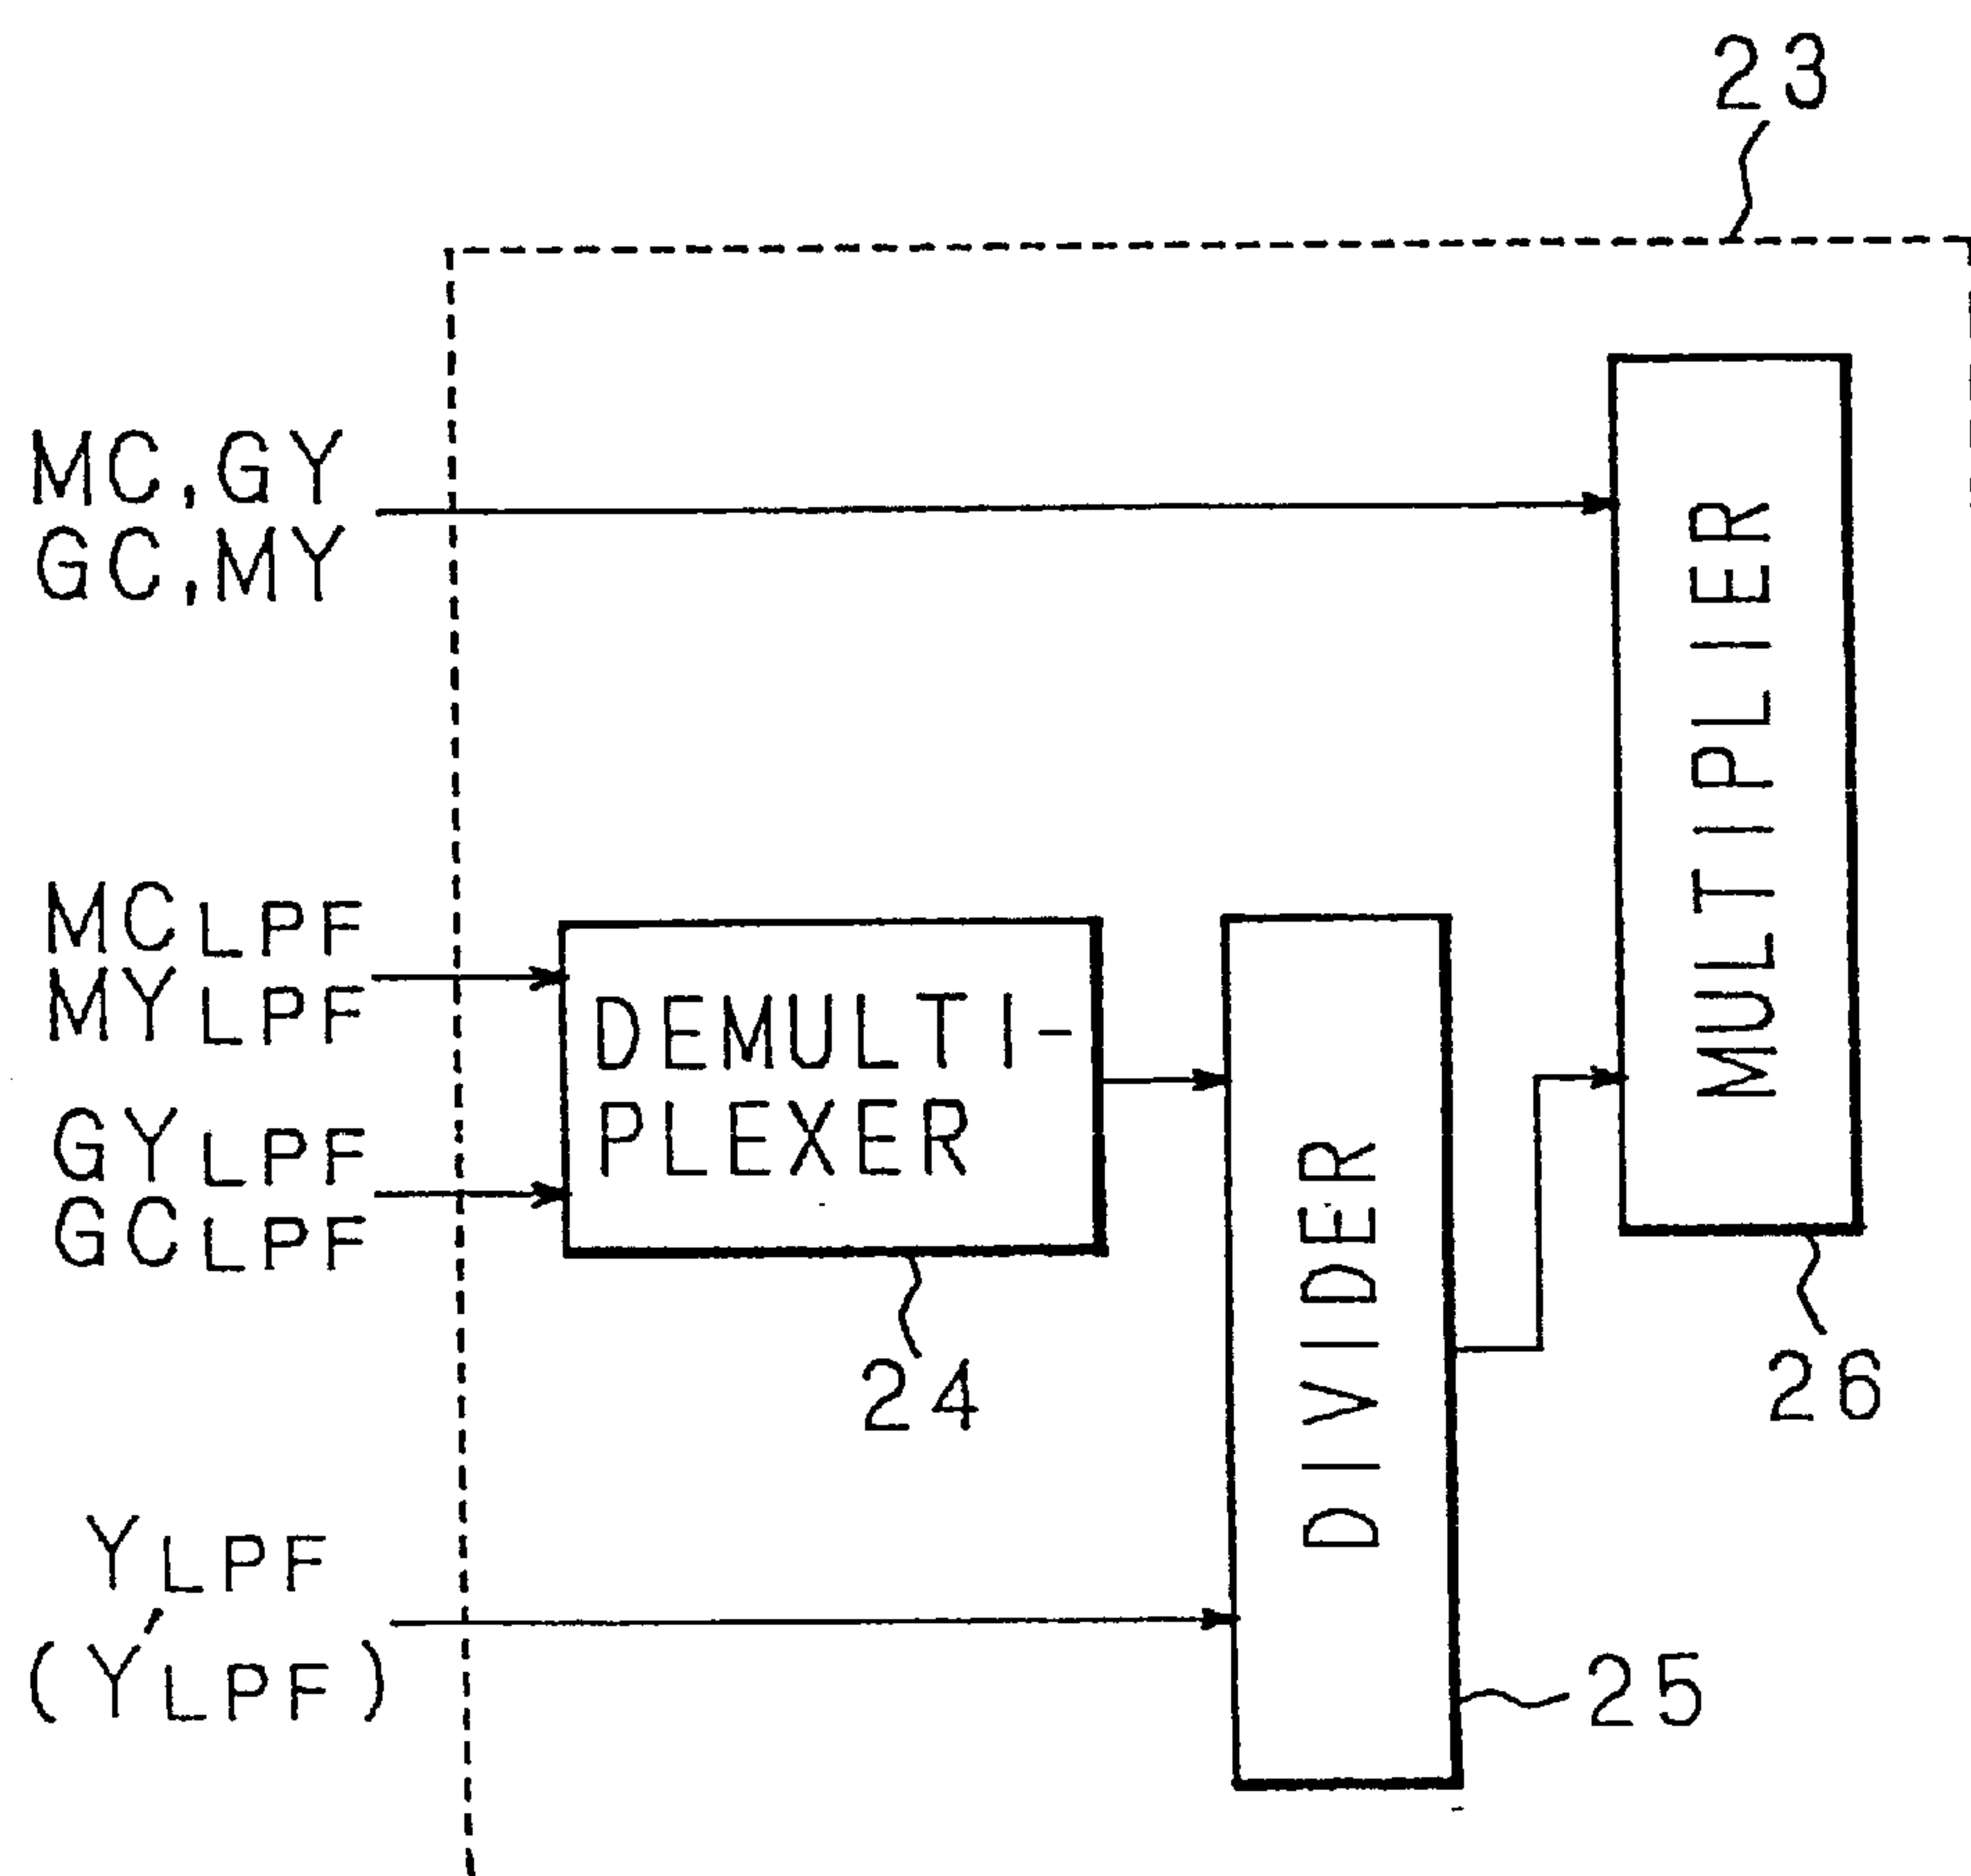 23
MC,GY
GC,MY
MULTIPLIER
MCLPF
MYLPF
DEMULTI-
PLEXER
GYLPF
GCLPF
DIVIDER
24
26
YLPF
(Y'LPF)
25